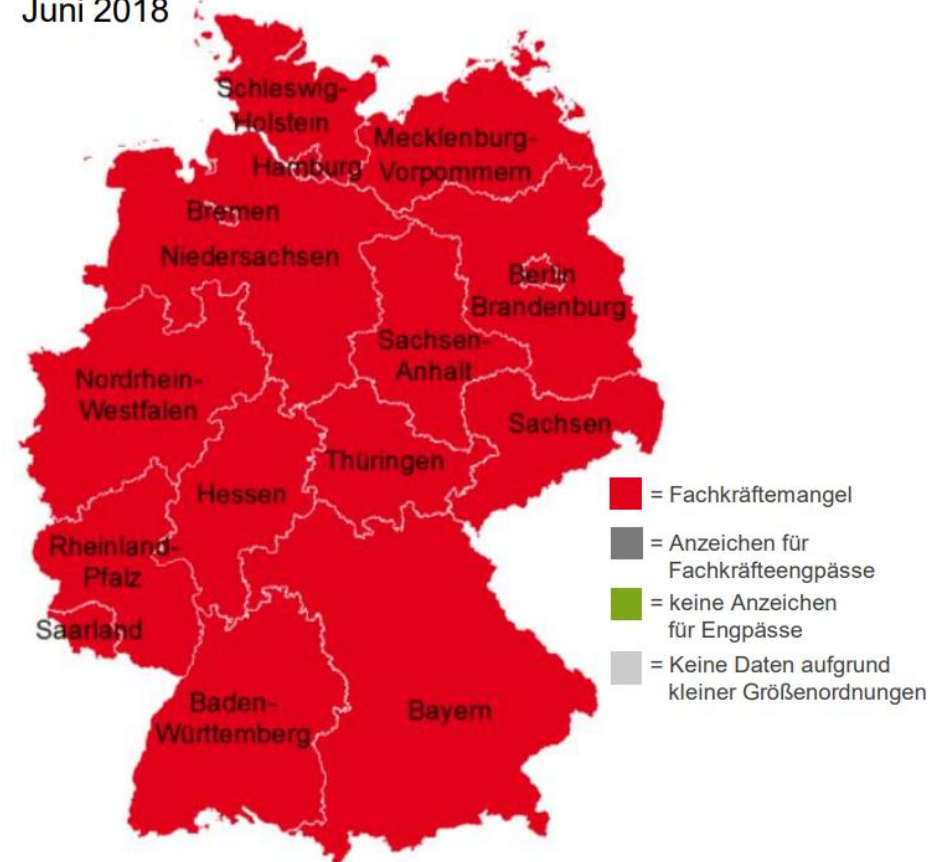 Juni 2018
Schleswig-
Holstein
Mecklenburg-
Vorpommern
Hamburg
Bremen
Niedersachsen
Berlin
Brandenburg
Sachsen-
Anhalt
Nordrhein-
Westfalen
Sachsen
Thüringen
Hessen
Rheinland-
Pfalz
Saarland
Baden-
Württemberg
Bayern
= Fachkräftemangel
= Anzeichen für
Fachkräfteengpässe
= keine Anzeichen
für Engpässe
= Keine Daten aufgrund
kleiner Größenordnungen